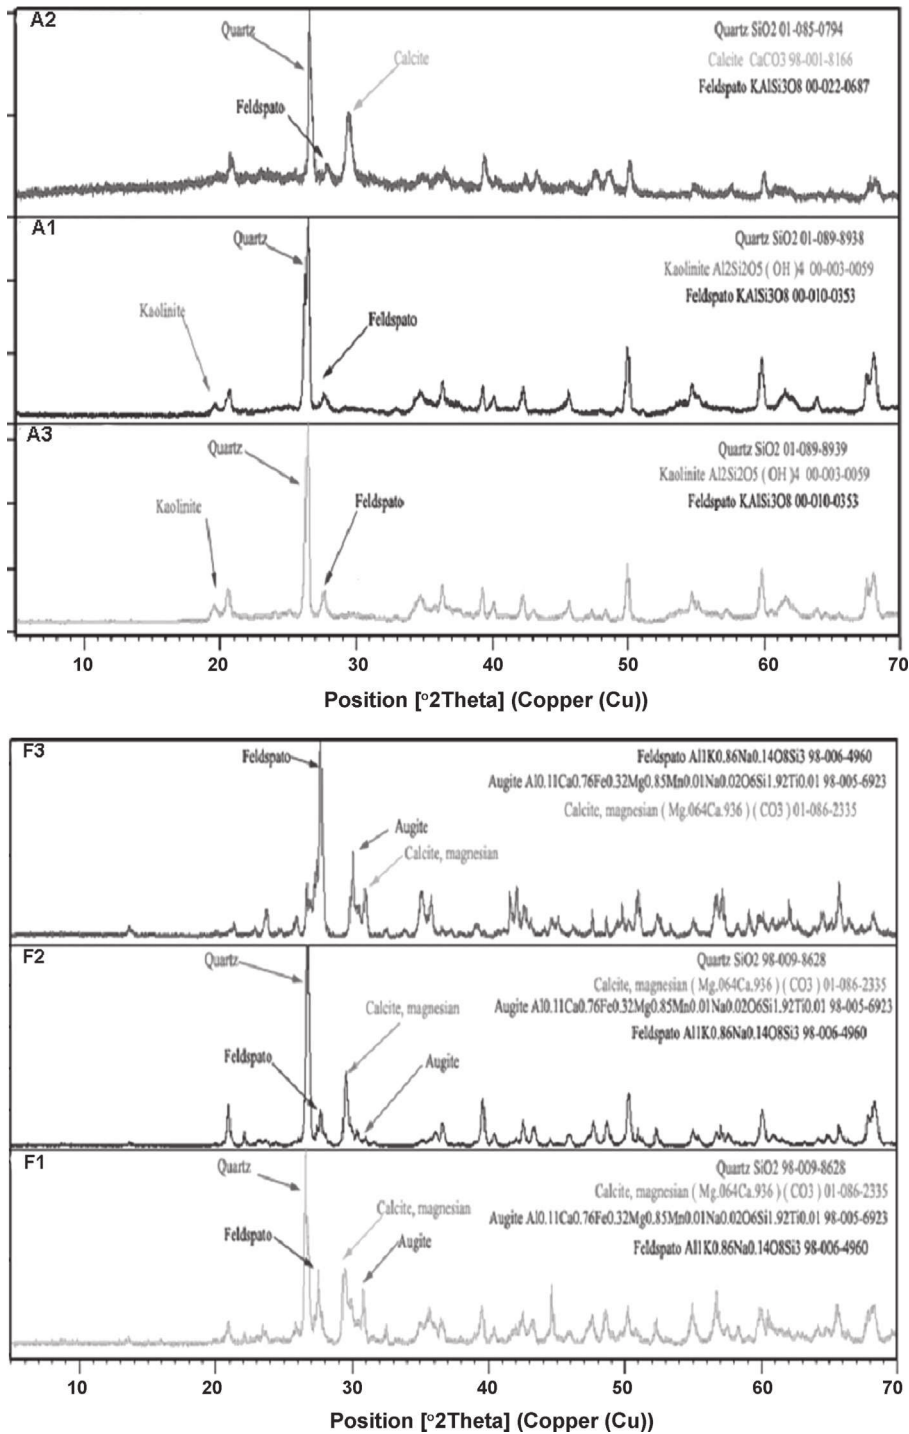 A2
Quartz
Calcite
Feldspato
Quartz SiO2 01-085-0794
Calcite CaCO3 98-001-8166
Feldspato KAlSi3O8 00-022-0687
A1
Quartz
Kaolinite
Feldspato
Quartz SiO2 01-089-8938
Kaolinite Al2Si2O5 ( OH )4 00-003-0059
Feldspato KAlSi3O8 00-010-0353
A3
Quartz
Kaolinite
Feldspato
Quartz SiO2 01-089-8939
Kaolinite Al2Si2O5 ( OH )4 00-003-0059
Feldspato KAlSi3O8 00-010-0353
10 20 30 40 50 60 70
Position [°2Theta] (Copper (Cu))
F3
Feldspato
Augite
Calcite, magnesian
Feldspato Al1K0.86Na0.14O8Si3 98-006-4960
Augite Al0.11Ca0.76Fe0.32Mg0.85Mn0.01Na0.02O6Si1.92Ti0.01 98-005-6923
Calcite, magnesian ( Mg.064Ca.936 ) ( CO3 ) 01-086-2335
F2
Quartz
Calcite, magnesian
Feldspato
Augite
Quartz SiO2 98-009-8628
Calcite, magnesian ( Mg.064Ca.936 ) ( CO3 ) 01-086-2335
Augite Al0.11Ca0.76Fe0.32Mg0.85Mn0.01Na0.02O6Si1.92Ti0.01 98-005-6923
Feldspato Al1K0.86Na0.14O8Si3 98-006-4960
F1
Quartz
Calcite, magnesian
Feldspato
Augite
Quartz SiO2 98-009-8628
Calcite, magnesian ( Mg.064Ca.936 ) ( CO3 ) 01-086-2335
Augite Al0.11Ca0.76Fe0.32Mg0.85Mn0.01Na0.02O6Si1.92Ti0.01 98-005-6923
Feldspato Al1K0.86Na0.14O8Si3 98-006-4960
10 20 30 40 50 60 70
Position [°2Theta] (Copper (Cu))